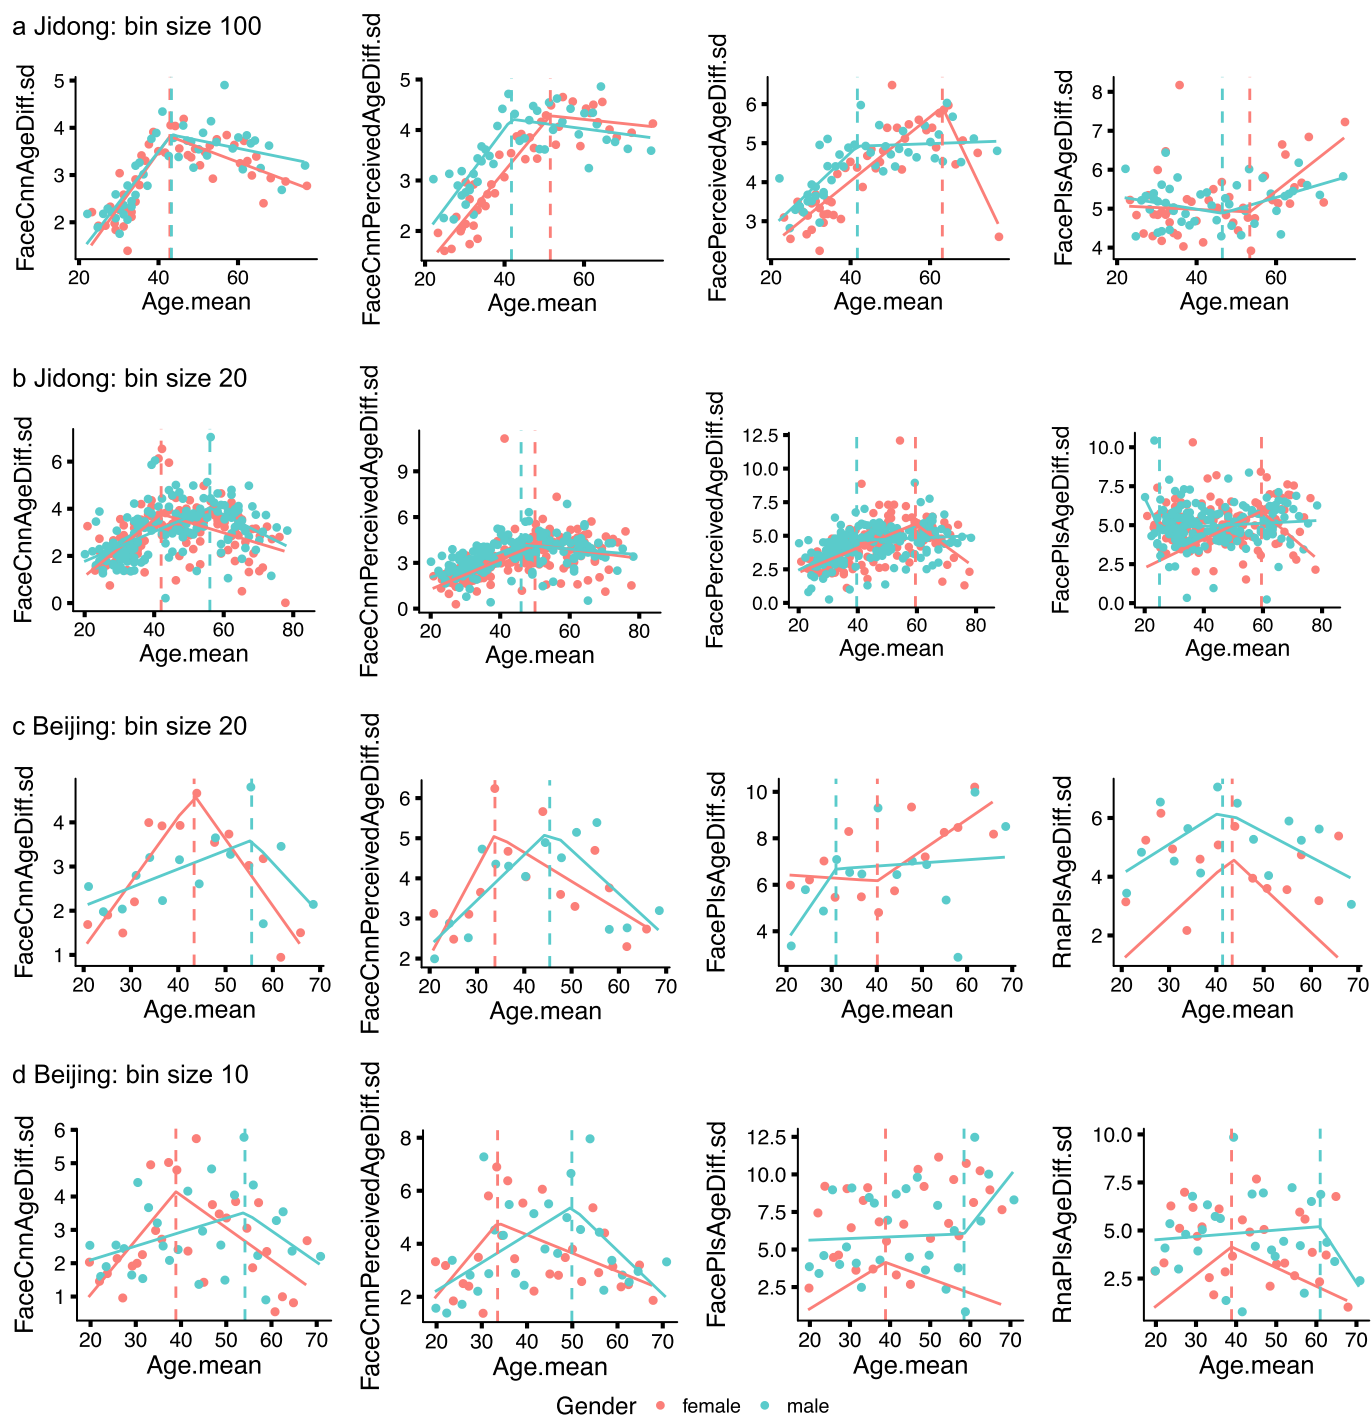 a Jidong: bin size 100
FaceCnnAgeDiff.sd
5
4
3
2
20 40 60
Age.mean
FaceCnnPerceivedAgeDiff.sd
5
4
3
2
20 40 60
Age.mean
FacePerceivedAgeDiff.sd
6
5
4
3
20 40 60
Age.mean
FacePlsAgeDiff.sd
8
7
6
5
4
20 40 60
Age.mean
b Jidong: bin size 20
FaceCnnAgeDiff.sd
6
4
2
0
20 40 60 80
Age.mean
FaceCnnPerceivedAgeDiff.sd
9
6
3
0
20 40 60 80
Age.mean
FacePerceivedAgeDiff.sd
12.5
10.0
7.5
5.0
2.5
0.0
20 40 60 80
Age.mean
FacePlsAgeDiff.sd
10.0
7.5
5.0
2.5
0.0
20 40 60 80
Age.mean
c Beijing: bin size 20
FaceCnnAgeDiff.sd
4
3
2
1
20 30 40 50 60 70
Age.mean
FaceCnnPerceivedAgeDiff.sd
6
5
4
3
2
20 30 40 50 60 70
Age.mean
FacePlsAgeDiff.sd
10
8
6
4
20 30 40 50 60 70
Age.mean
RnaPlsAgeDiff.sd
6
4
2
20 30 40 50 60 70
Age.mean
d Beijing: bin size 10
FaceCnnAgeDiff.sd
6
5
4
3
2
1
20 30 40 50 60 70
Age.mean
FaceCnnPerceivedAgeDiff.sd
8
6
4
2
20 30 40 50 60 70
Age.mean
FacePlsAgeDiff.sd
12.5
10.0
7.5
5.0
2.5
20 30 40 50 60 70
Age.mean
RnaPlsAgeDiff.sd
10.0
7.5
5.0
2.5
20 30 40 50 60 70
Age.mean
Gender female male